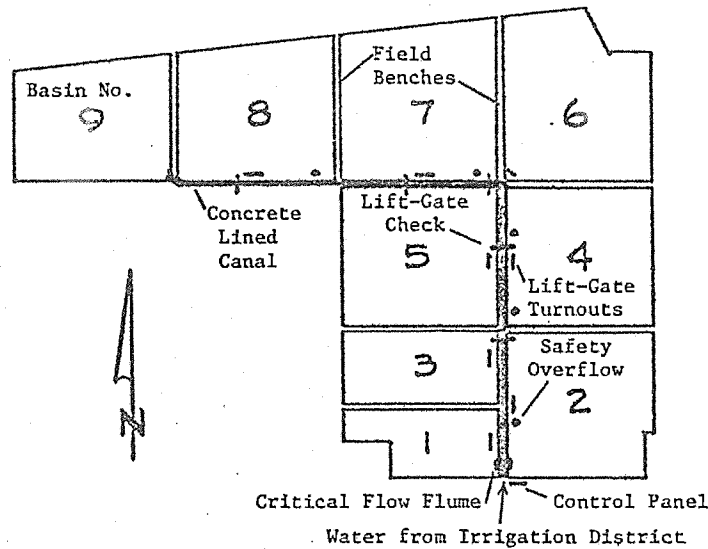 Field
Benches
Basin No.
9
8
7
6
Concrete
Lined
Canal
Lift-Gate
Check
5
4
Lift-Gate
Turnouts
N
3
Safety
Overflow
2
1
Critical Flow Flume
Control Panel
Water from Irrigation District